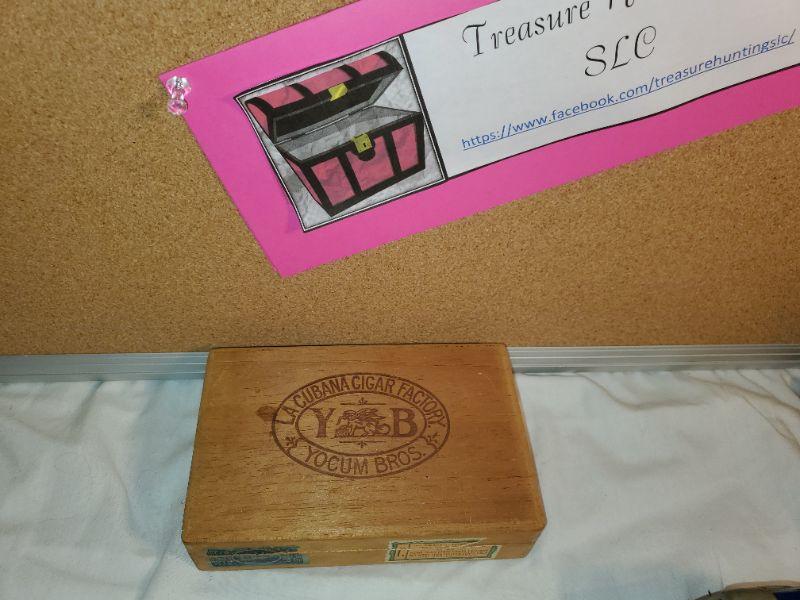 Treasure
SLC
https://www.facebook.com/treasurehuntingslc/
LA CUBANA CIGAR FACTORY.
Y B
YOCUM BROS.